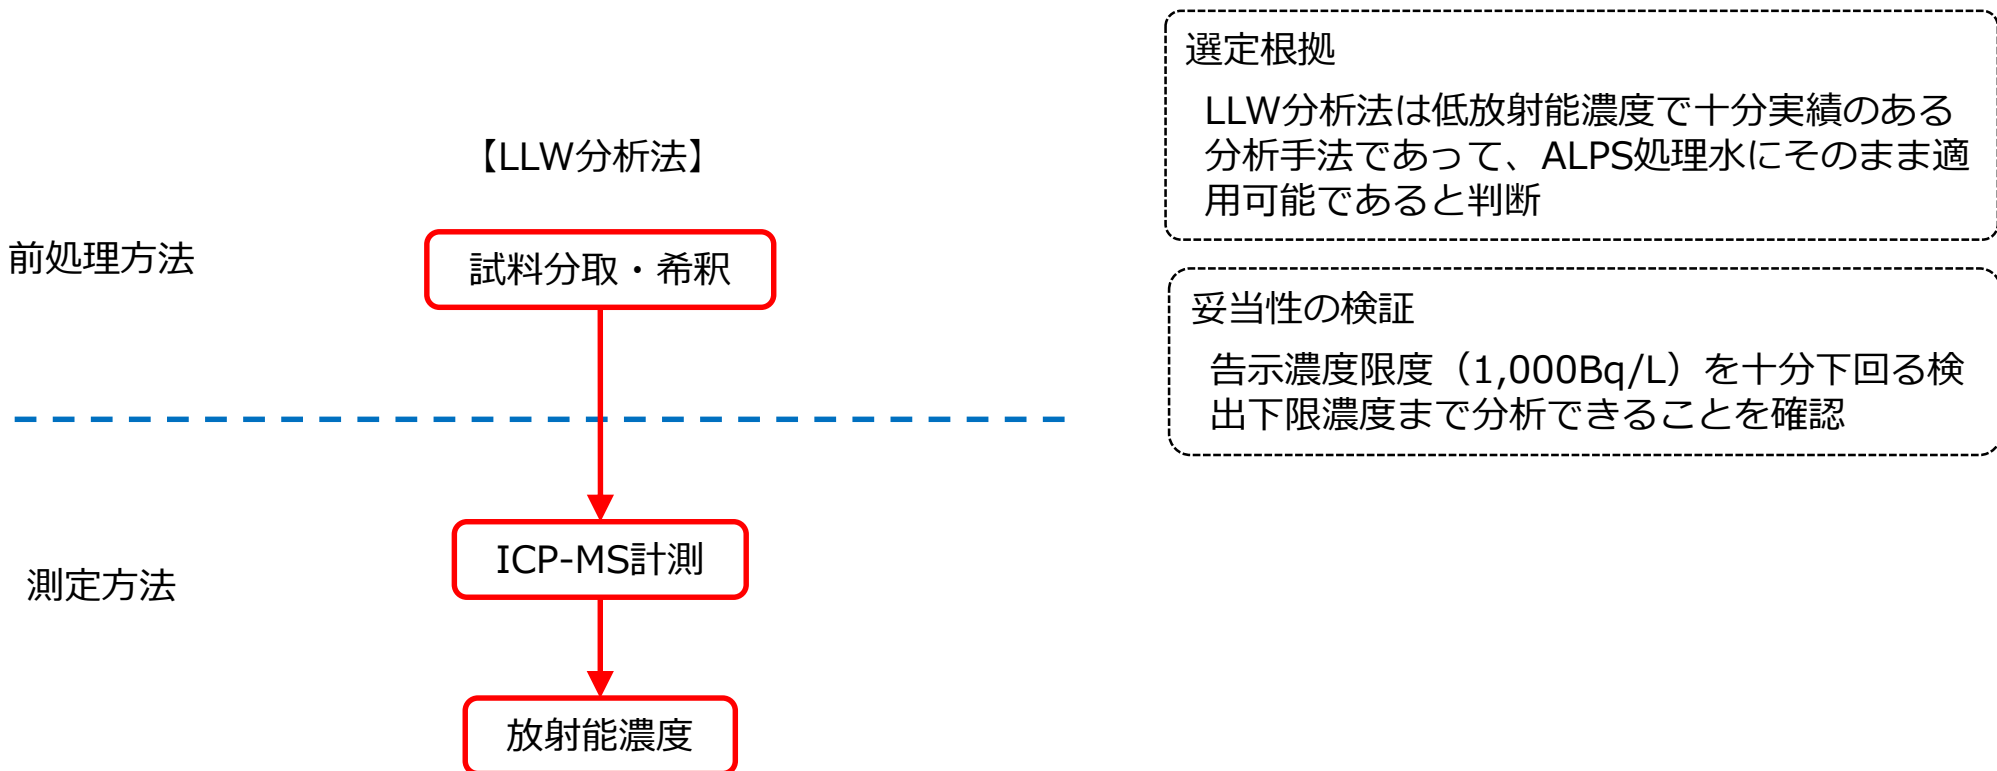 【LLW分析法】
前処理方法
試料分取・希釈
測定方法
ICP-MS計測
放射能濃度
選定根拠
LLW分析法は低放射能濃度で十分実績のある
分析手法であって、ALPS処理水にそのまま適
用可能であると判断
妥当性の検証
告示濃度限度（1,000Bq/L）を十分下回る検
出下限濃度まで分析できることを確認